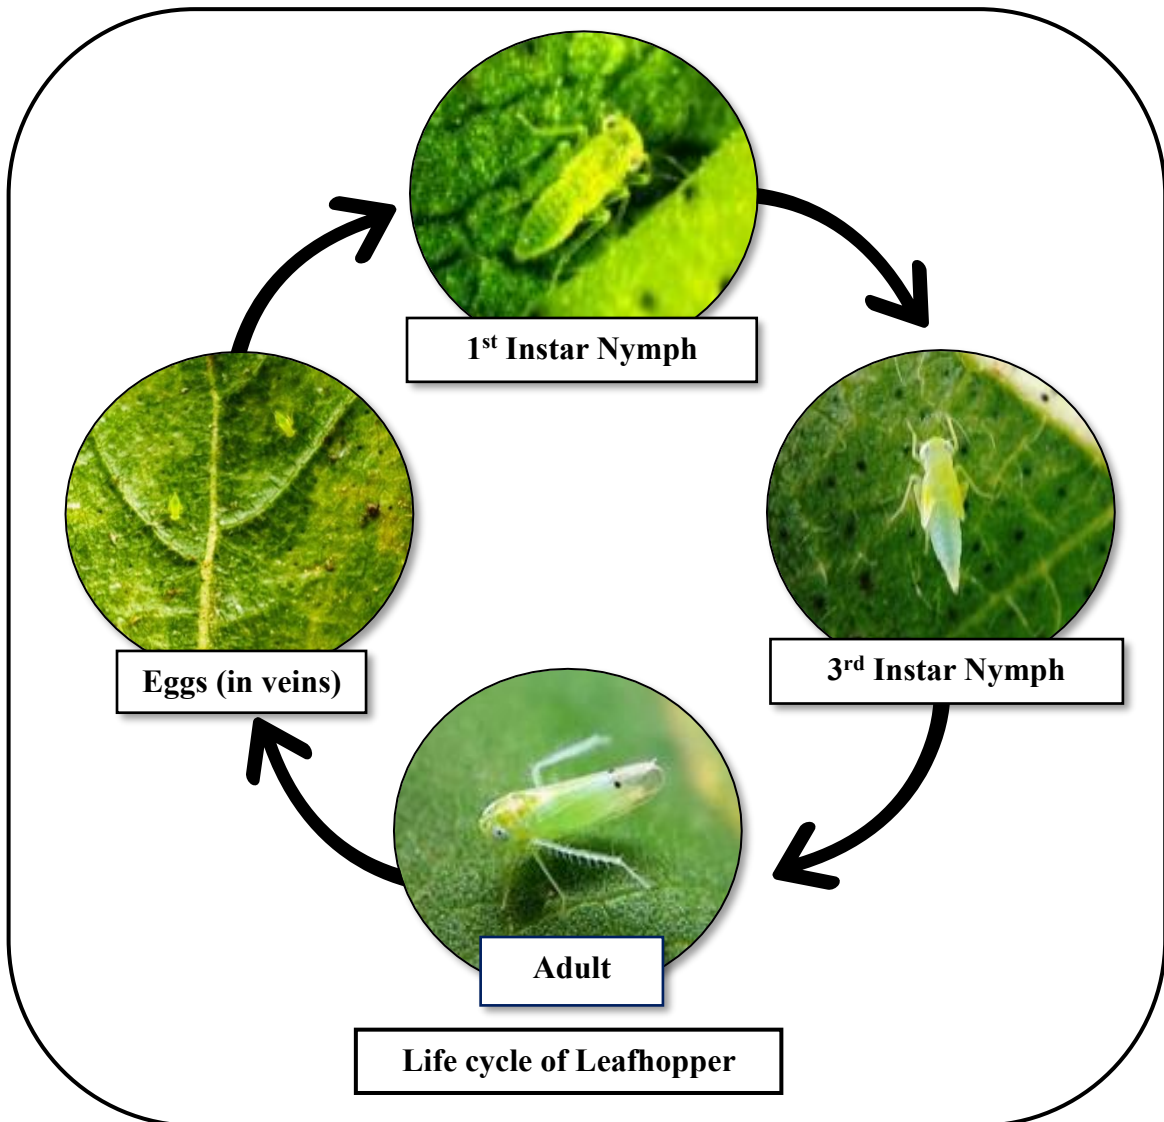 1st Instar Nymph
3rd Instar Nymph
Eggs (in veins)
Adult
Life cycle of Leafhopper